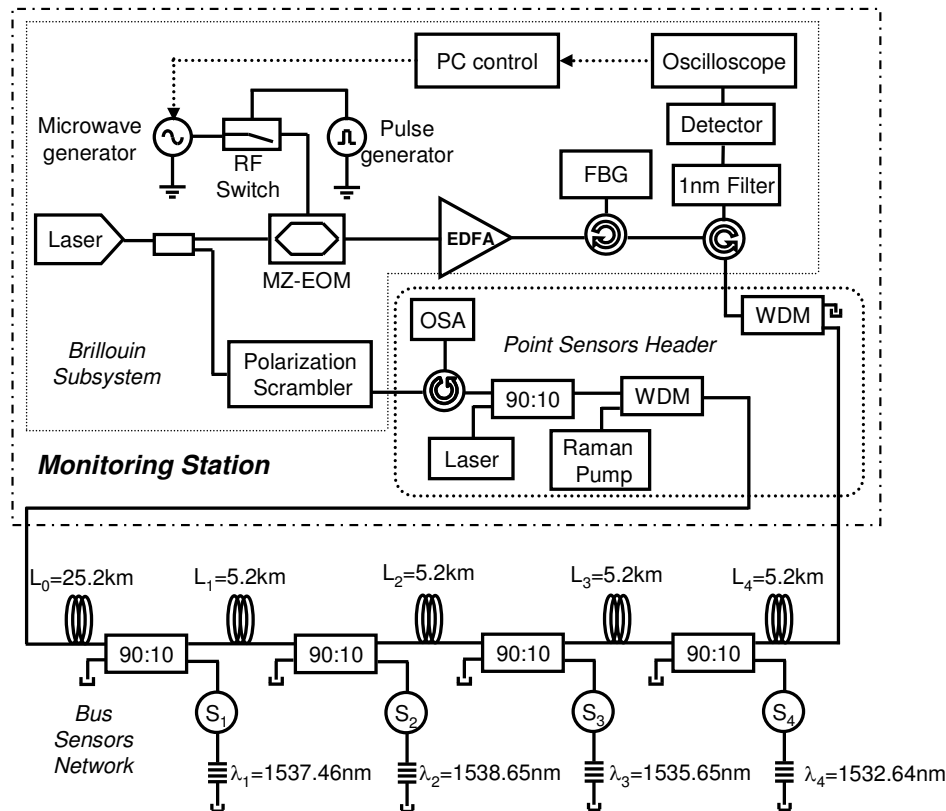 PC control
Oscilloscope
Microwave
generator
RF
Switch
Pulse
generator
Detector
FBG
1nm Filter
Laser
MZ-EOM
EDFA
WDM
OSA
Point Sensors Header
Brillouin
Subsystem
Polarization
Scrambler
90:10
WDM
Laser
Raman
Pump
Monitoring Station
L0=25.2km
L1=5.2km
L2=5.2km
L3=5.2km
L4=5.2km
90:10
90:10
90:10
90:10
Bus
Sensors
Network
S1
S2
S3
S4
λ1=1537.46nm
λ2=1538.65nm
λ3=1535.65nm
λ4=1532.64nm